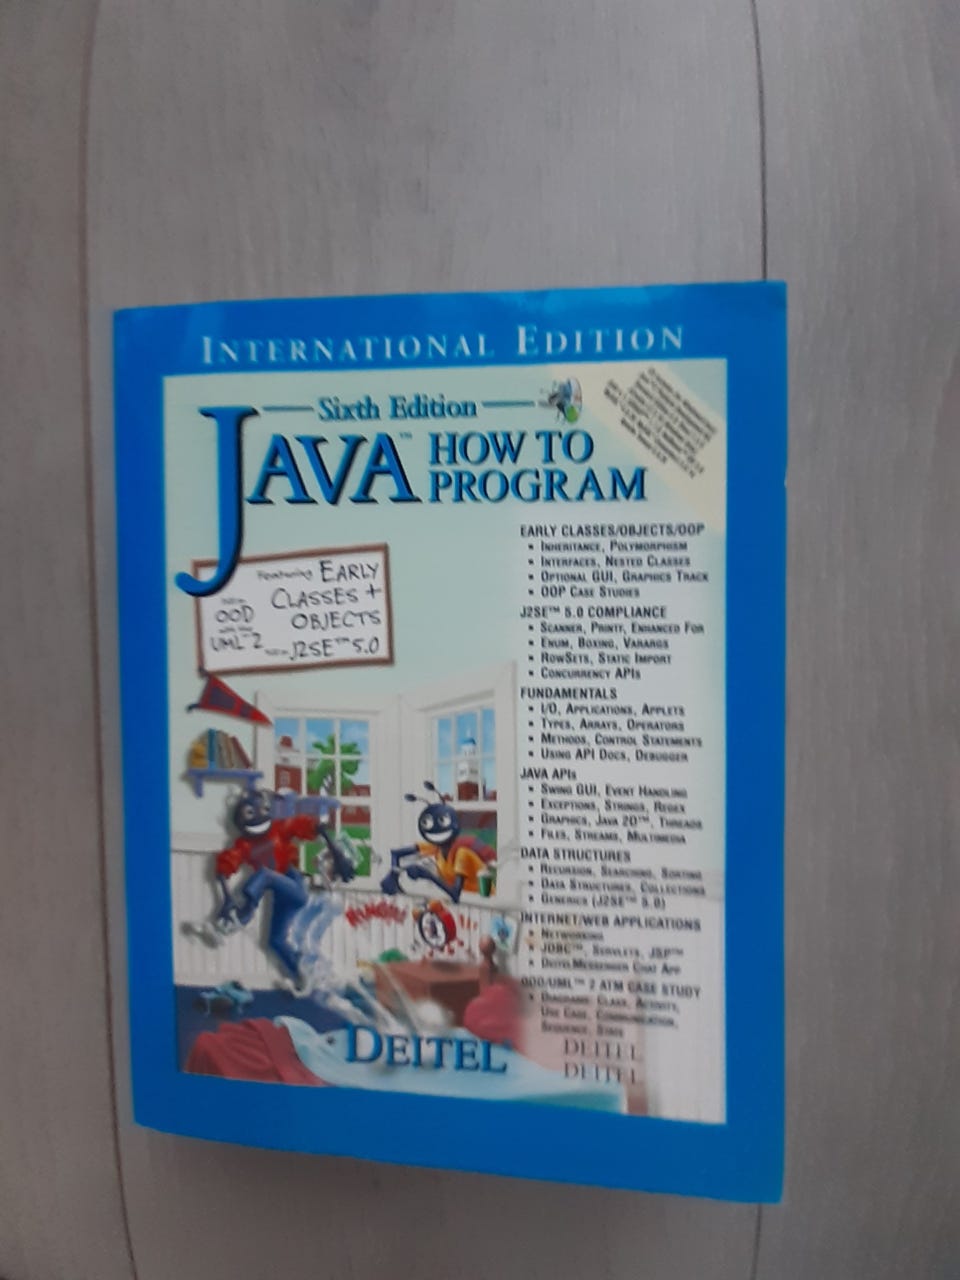 INTERNATIONAL EDITION
Sixth Edition
JAVA™ HOW TO
PROGRAM
Featuring EARLY
CLASSES +
OBJECTS
OOD
UML™ 2
J2SE™ 5.0
EARLY CLASSES/OBJECTS/OOP
• INHERITANCE, POLYMORPHISM
• INTERFACES, NESTED CLASSES
• OPTIONAL GUI, GRAPHICS TRACK
• OOP CASE STUDIES
J2SE™ 5.0 COMPLIANCE
• SCANNER, PRINTF, ENHANCED FOR
• ENUM, BOXING, VARARGS
• ROWSETS, STATIC IMPORT
• CONCURRENCY APIS
FUNDAMENTALS
• I/O, APPLICATIONS, APPLETS
• TYPES, ARRAYS, OPERATORS
• METHODS, CONTROL STATEMENTS
• USING API DOCS, DEBUGGER
JAVA APIs
• SWING GUI, EVENT HANDLING
• EXCEPTIONS, STRINGS, REGEX
• GRAPHICS, JAVA 2D™, THREADS
• FILES, STREAMS, MULTIMEDIA
DATA STRUCTURES
• RECURSION, SEARCHING, SORTING
• DATA STRUCTURES, COLLECTIONS
• GENERICS (J2SE™ 5.0)
INTERNET/WEB APPLICATIONS
• NETWORKING
• JDBC™, SERVLETS, JSP™
• DEITELMESSENGER CHAT APP
OOD/UML™ 2 ATM CASE STUDY
• DIAGRAMS: CLASS, ACTIVITY,
USE CASE, COMMUNICATION,
SEQUENCE, STATE
RINGG!
DEITEL
DEITEL
DEITEL